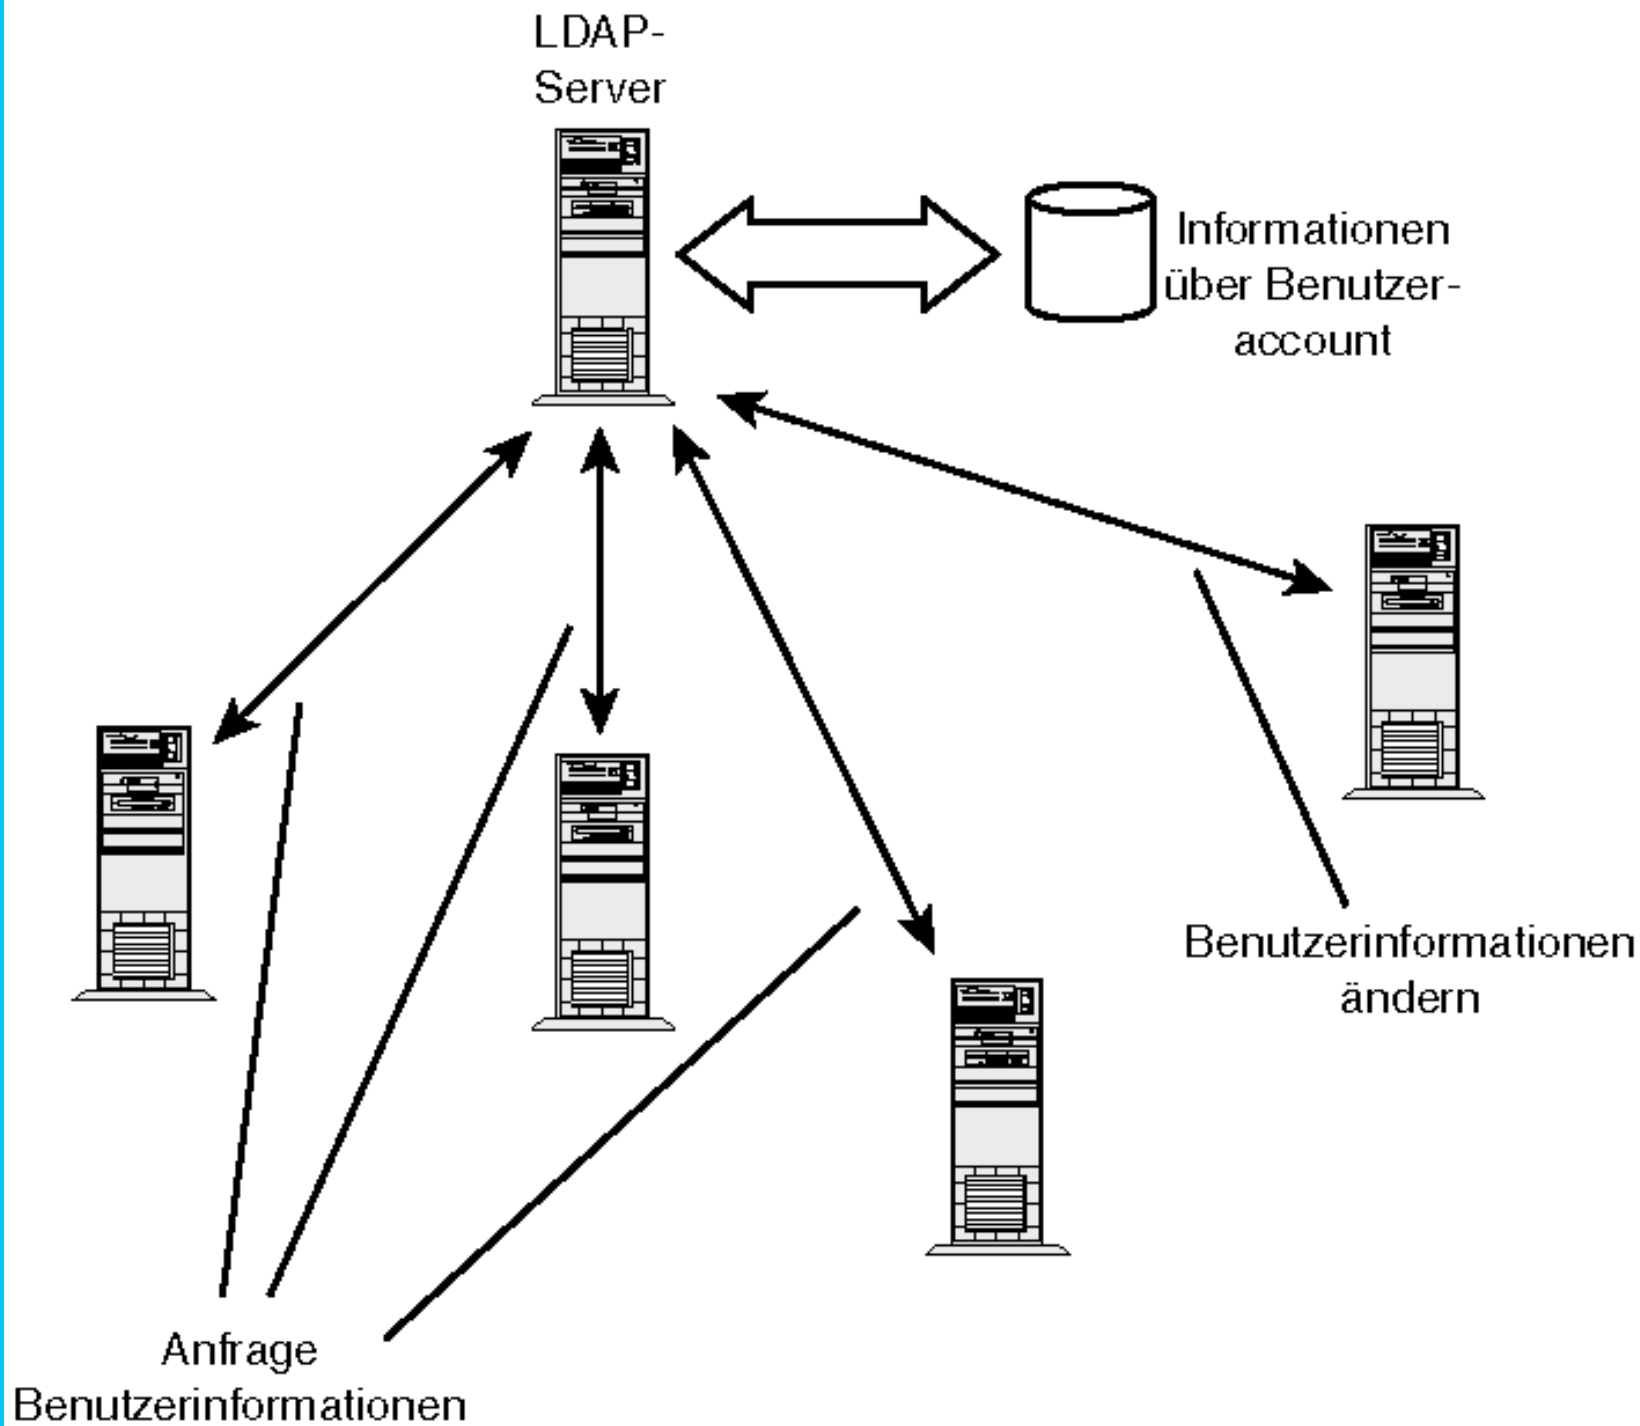 LDAP-
Server
Informationen
über Benutzer-
account
Benutzerinformationen
ändern
Anfrage
Benutzerinformationen